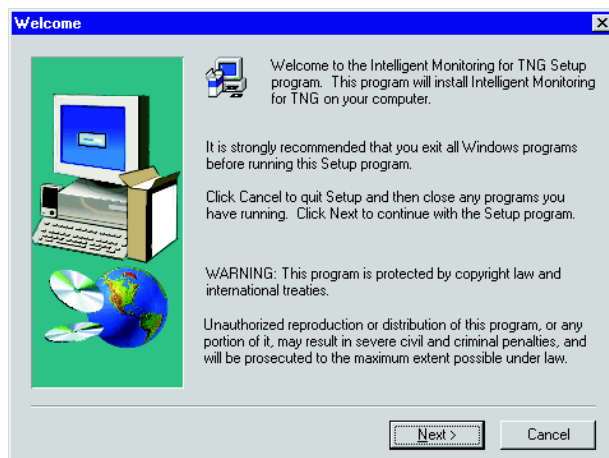 Welcome
Welcome to the Intelligent Monitoring for TNG Setup
program. This program will install Intelligent Monitoring
for TNG on your computer.
It is strongly recommended that you exit all Windows programs
before running this Setup program.
Click Cancel to quit Setup and then close any programs you
have running. Click Next to continue with the Setup program.
WARNING: This program is protected by copyright law and
international treaties.
Unauthorized reproduction or distribution of this program, or any
portion of it, may result in severe civil and criminal penalties, and
will be prosecuted to the maximum extent possible under law.
Next >
Cancel